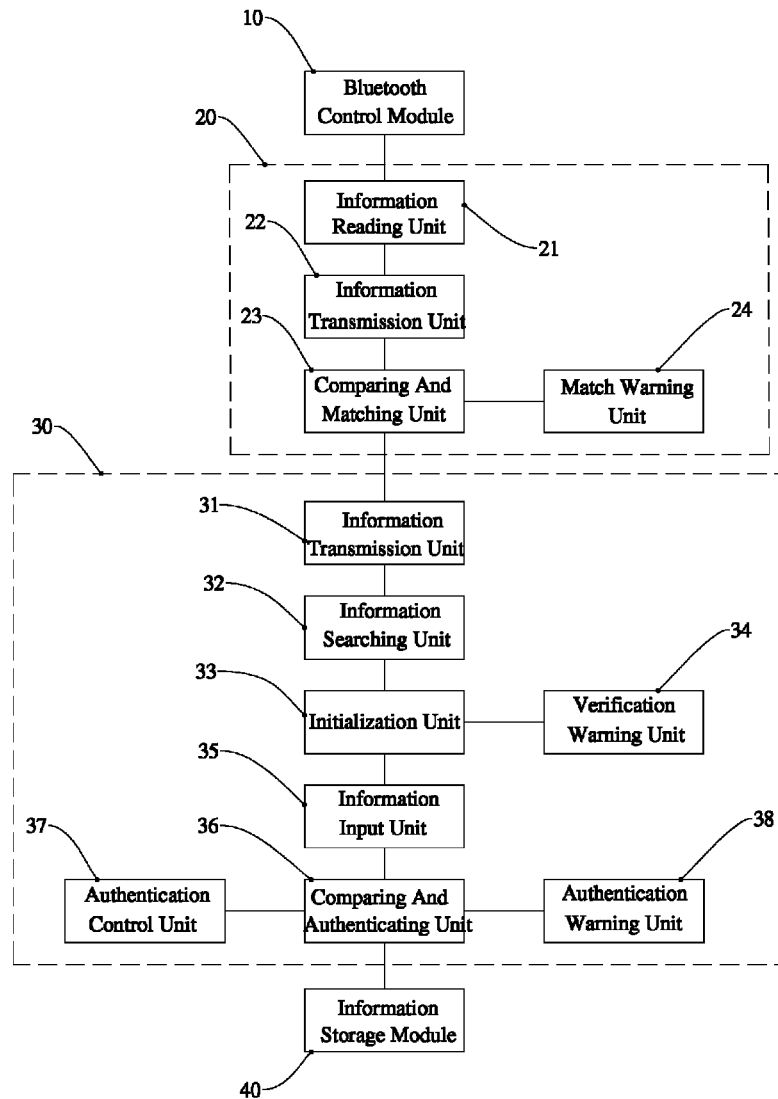 10
Bluetooth
Control Module
20
Information
Reading Unit
21
22
Information
Transmission Unit
23
Comparing And
Matching Unit
24
Match Warning
Unit
30
31
Information
Transmission Unit
32
Information
Searching Unit
33
Initialization Unit
34
Verification
Warning Unit
35
Information
Input Unit
37
Authentication
Control Unit
36
Comparing And
Authenticating Unit
38
Authentication
Warning Unit
Information
Storage Module
40